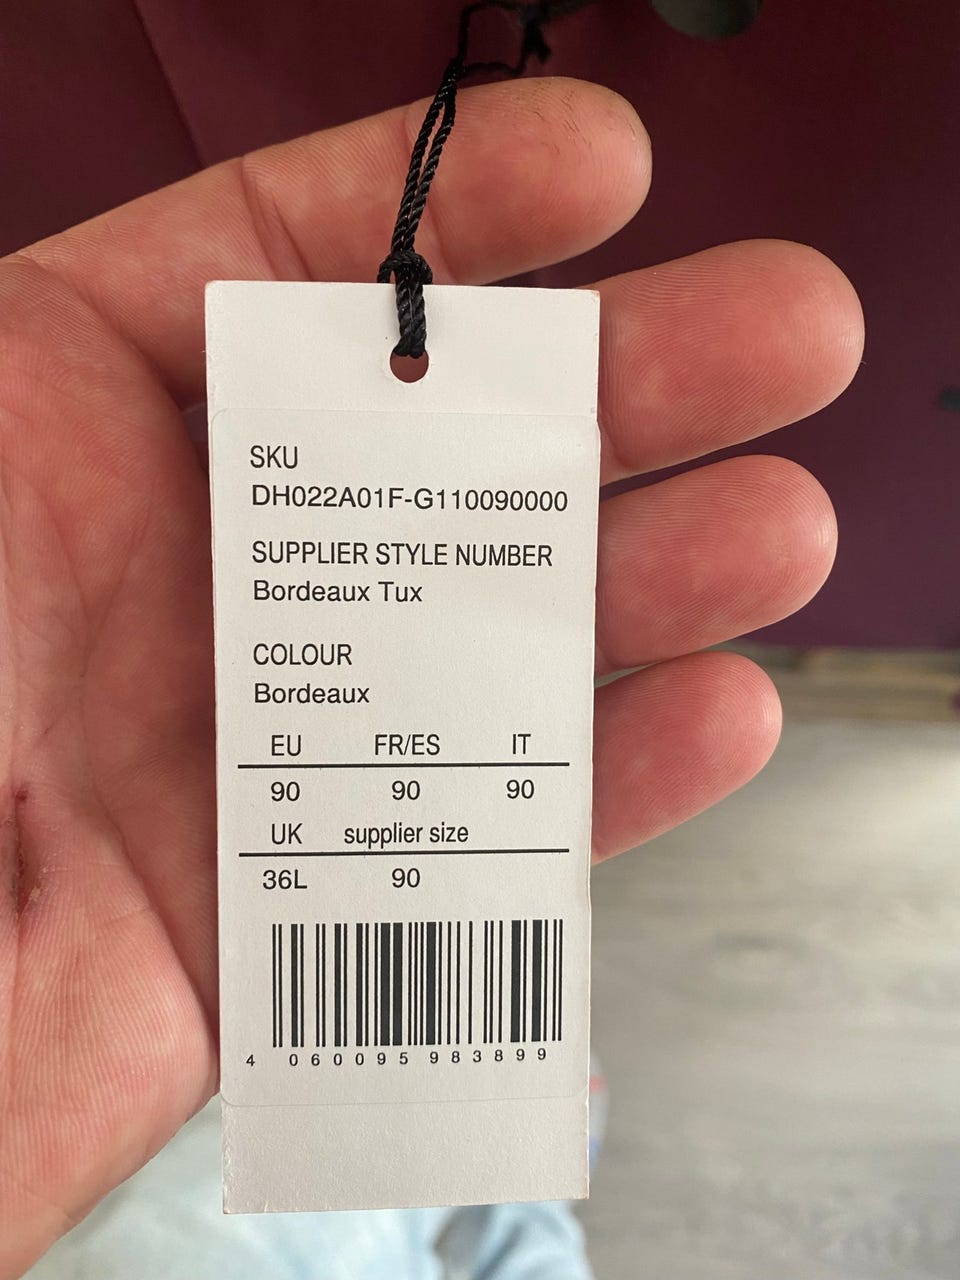 SKU
DH022A01F-G110090000
SUPPLIER STYLE NUMBER
Bordeaux Tux
COLOUR
Bordeaux
EU FR/ES IT
90 90 90
UK supplier size
36L 90
4 060095 983899